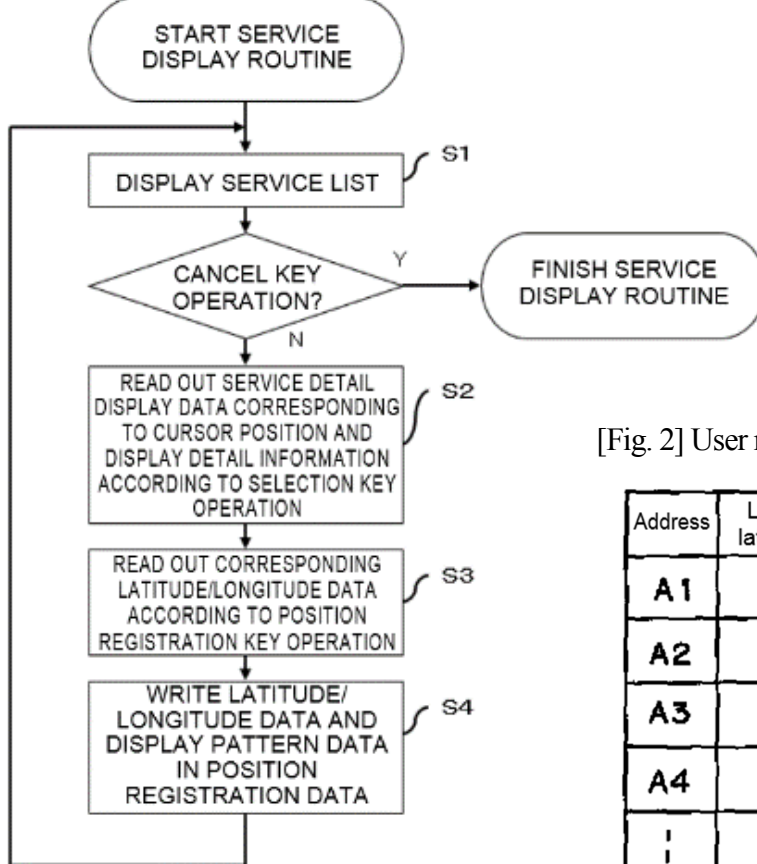 START SERVICE
DISPLAY ROUTINE
S1
DISPLAY SERVICE LIST
CANCEL KEY
OPERATION?
Y
N
FINISH SERVICE
DISPLAY ROUTINE
READ OUT SERVICE DETAIL
DISPLAY DATA CORRESPONDING
TO CURSOR POSITION AND
DISPLAY DETAIL INFORMATION
ACCORDING TO SELECTION KEY
OPERATION
S2
READ OUT CORRESPONDING
LATITUDE/LONGITUDE DATA
ACCORDING TO POSITION
REGISTRATION KEY OPERATION
S3
WRITE LATITUDE/
LONGITUDE DATA AND
DISPLAY PATTERN DATA
IN POSITION
REGISTRATION DATA
S4
[Fig. 2] User
Address
A1
A2
A3
A4